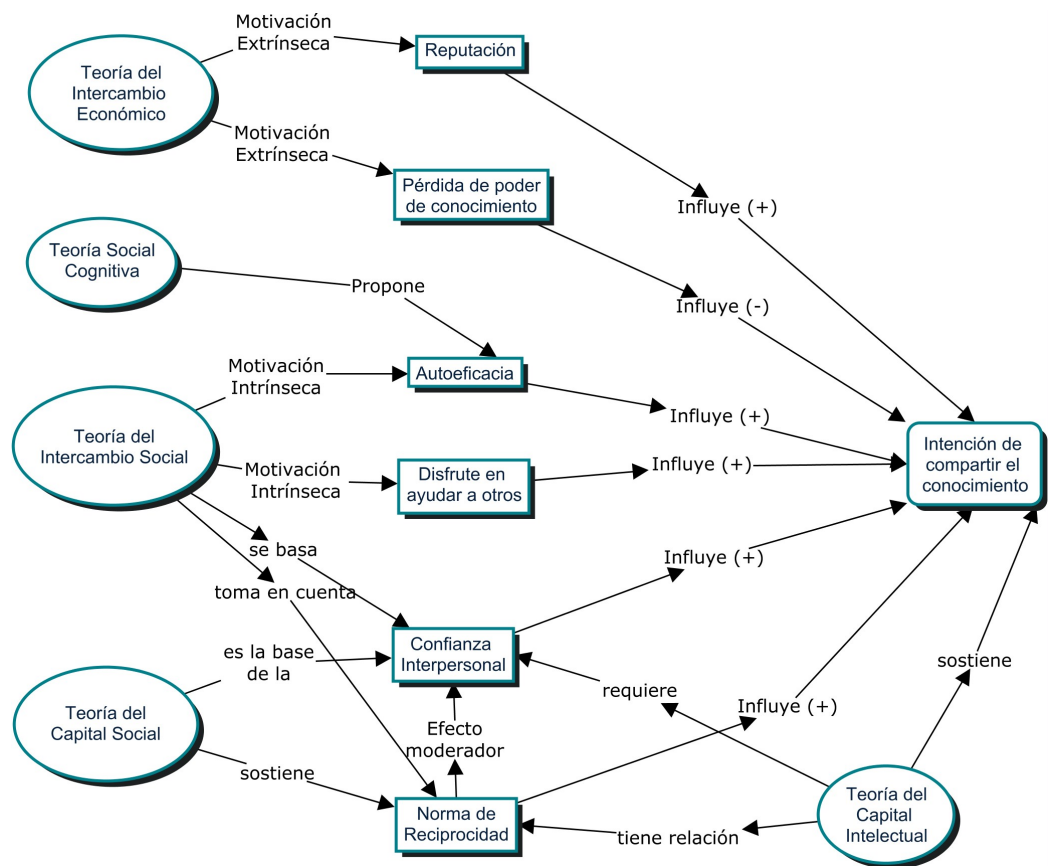 Motivación
Extrínseca
Reputación
Teoría del
Intercambio
Económico
Motivación
Extrínseca
Pérdida de poder
de conocimiento
Influye (+)
Teoría Social
Cognitiva
Propone
Influye (-)
Motivación
Intrínseca
Autoeficacia
Influye (+)
Teoría del
Intercambio Social
Intención de
compartir el
conocimiento
Motivación
Intrínseca
Disfrute en
ayudar a otros
Influye (+)
se basa
Influye (+)
toma en cuenta
es la base
de la
Confianza
Interpersonal
sostiene
requiere
Teoría del
Capital Social
Efecto
moderador
Influye (+)
sostiene
Norma de
Reciprocidad
tiene relación
Teoría del
Capital
Intelectual